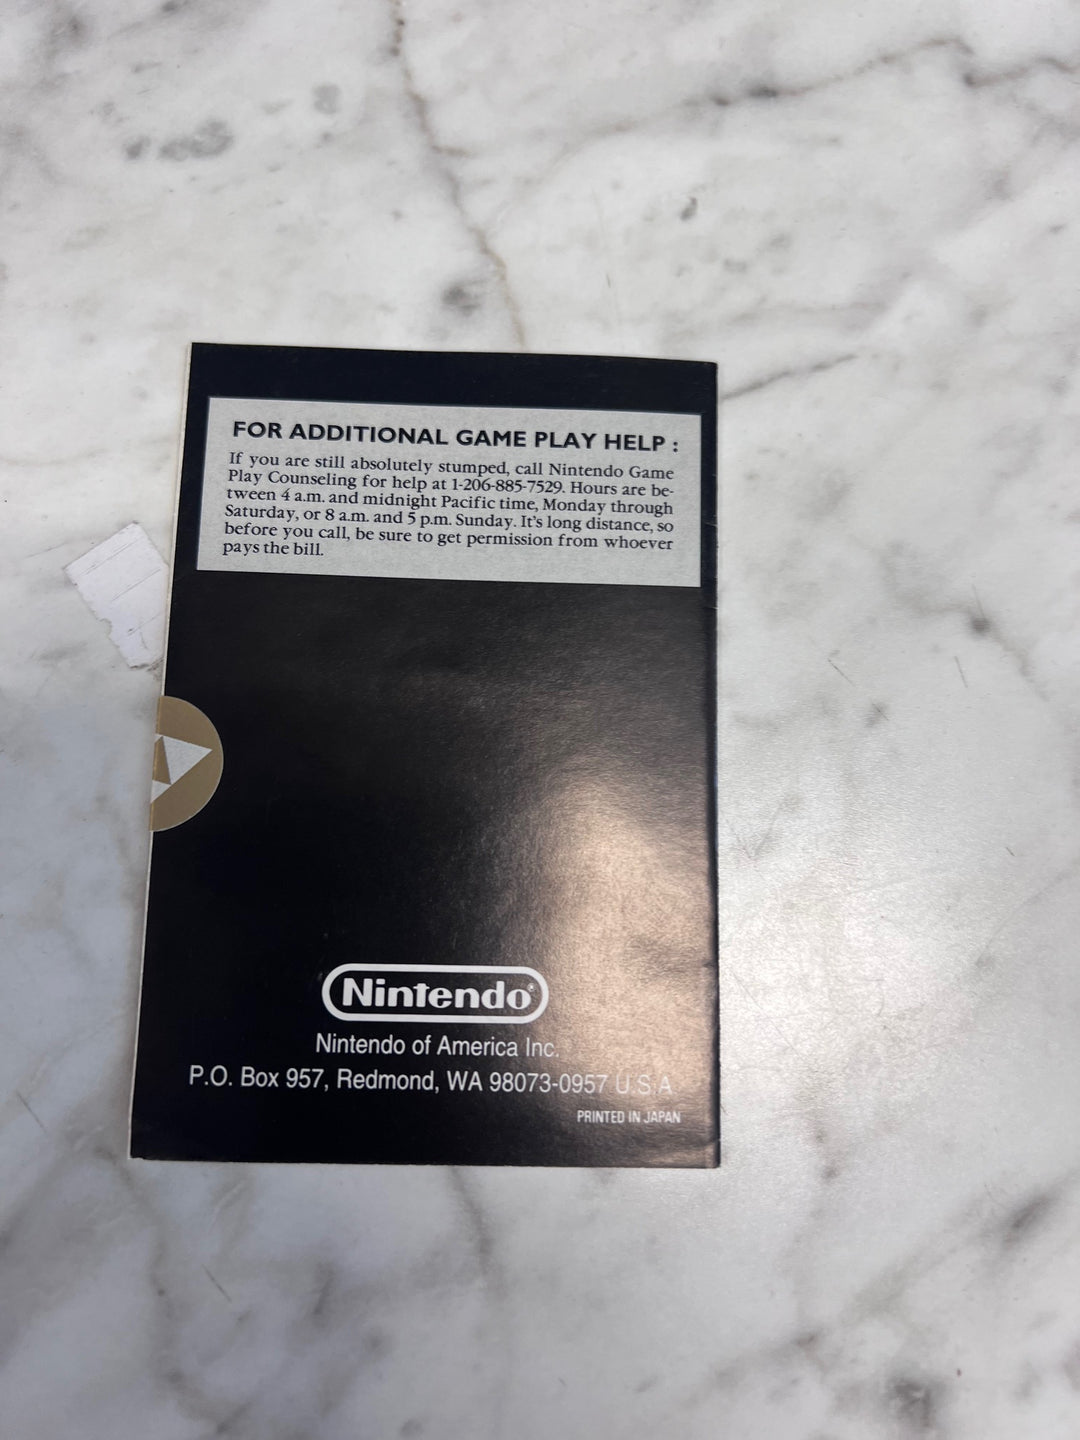 FOR ADDITIONAL GAME PLAY HELP :
If you are still absolutely stumped, call Nintendo Game
Play Counseling for help at 1-206-885-7529. Hours are be-
tween 4 a.m. and midnight Pacific time, Monday through
Saturday, or 8 a.m. and 5 p.m. Sunday. It's long distance, so
before you call, be sure to get permission from whoever
pays the bill.
Nintendo®
Nintendo of America Inc.
P.O. Box 957, Redmond, WA 98073-0957 U.S.A
PRINTED IN JAPAN